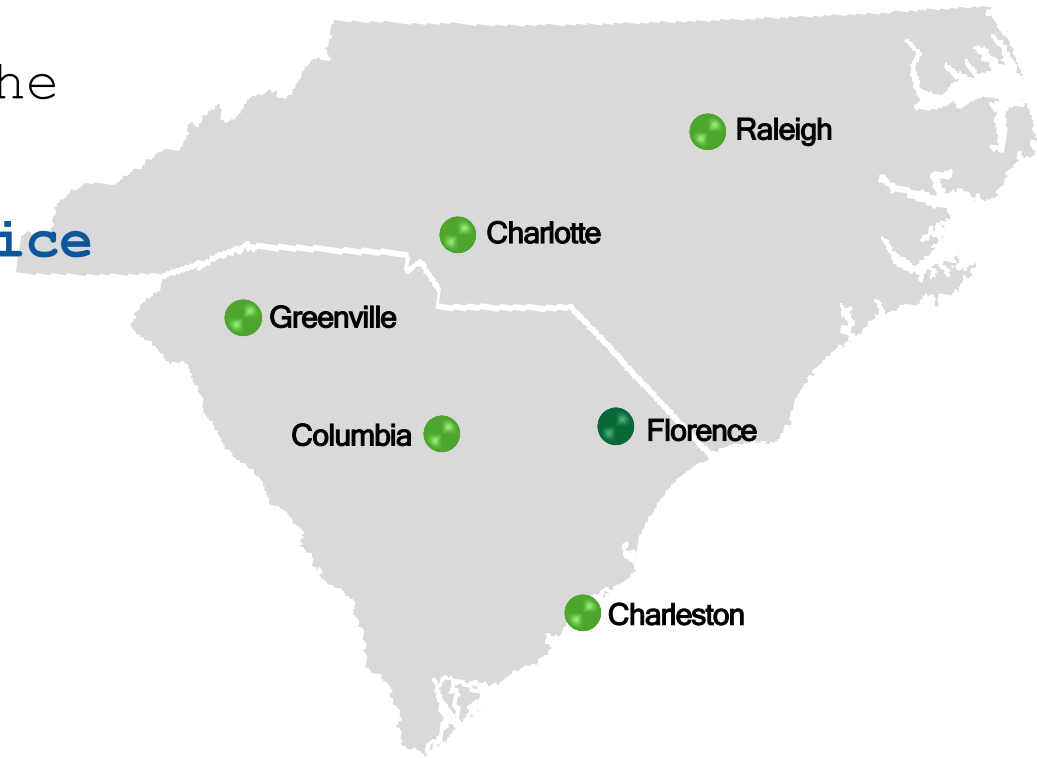 he
Raleigh
ice
Charlotte
Greenville
Florence
Columbia
Charleston